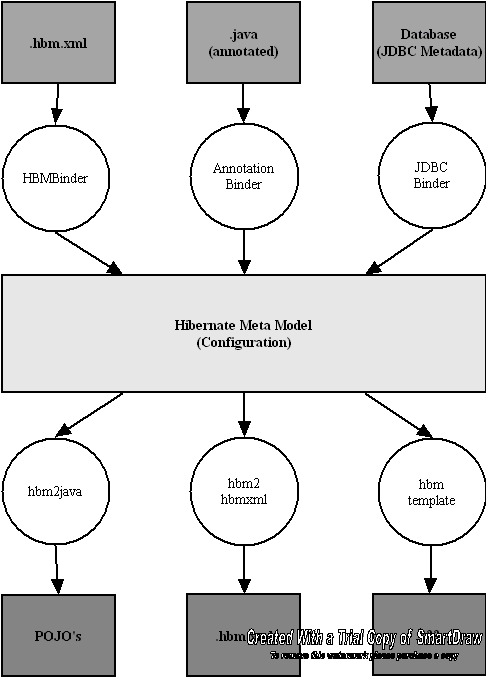 .hbm.xml
.java
(annotated)
Database
(JDBC Metadata)
HBMBinder
Annotation
Binder
JDBC
Binder
Hibernate Meta Model
(Configuration)
hbm2java
hbm2
hbmxml
hbm
template
POJO's
.hbm
Created With a Trial Copy of SmartDraw
To remove this watermark, please purchase a copy